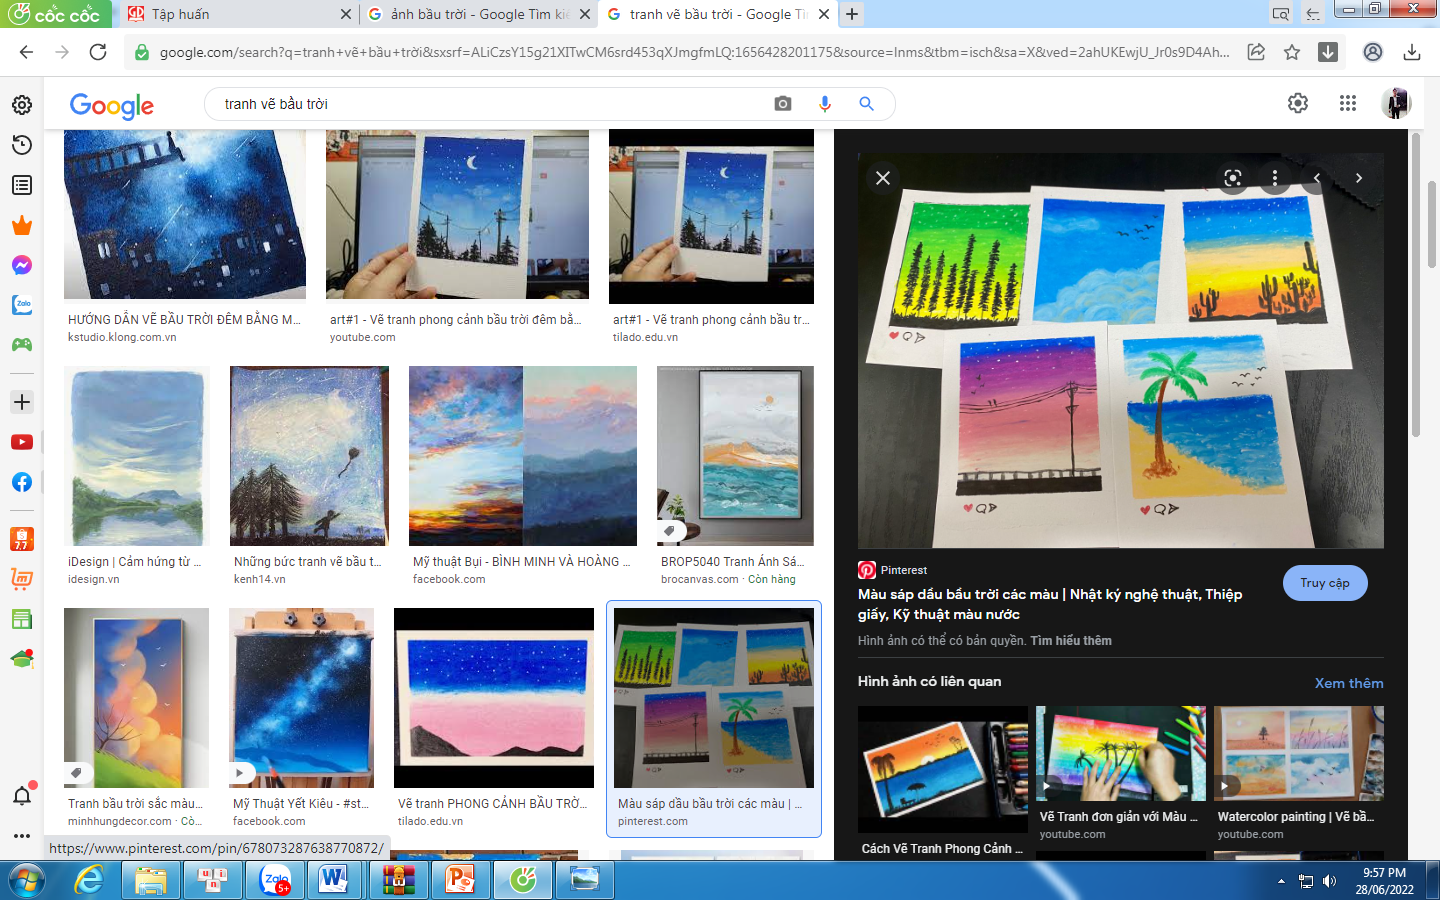 cốc cốc
Tập huấn
ảnh bầu trời - Google Tìm kiế
tranh vẽ bầu trời - Google Tì
google.com/search?q=tranh+vẽ+bầu+trời&sxsrf=ALiCzsY15g21XITwCM6srd453qXJmgfmLQ:1656428201175&source=lnms&tbm=isch&sa=X&ved=2ahUKEwjU_Jr0s9D4Ah...
Google
tranh vẽ bầu trời
HƯỚNG DẪN VẼ BẦU TRỜI ĐÊM BẰNG M...
kstudio.klong.com.vn
art#1 - Vẽ tranh phong cảnh bầu trời đêm bằ...
youtube.com
art#1 - Vẽ tranh phong cảnh bầu tr...
tilado.edu.vn
iDesign | Cảm hứng từ ...
idesign.vn
Những bức tranh vẽ bầu t...
kenh14.vn
Mỹ thuật Bụi - BÌNH MINH VÀ HOÀNG ...
facebook.com
BROP5040 Tranh Ánh Sá...
brocanvas.com · Còn hàng
Tranh bầu trời sắc màu...
minhhungdecor.com · Cò...
Mỹ Thuật Yết Kiêu - #st...
facebook.com
Vẽ tranh PHONG CẢNH BẦU TRỜ...
tilado.edu.vn
Màu sáp dầu bầu trời các màu | ...
pinterest.com
Pinterest
Màu sáp dầu bầu trời các màu | Nhật ký nghệ thuật, Thiệp
giấy, Kỹ thuật màu nước
Truy cập
Hình ảnh có thể có bản quyền. Tìm hiểu thêm
Hình ảnh có liên quan
Xem thêm
Cách Vẽ Tranh Phong Cảnh ...
Vẽ Tranh đơn giản với Màu ...
youtube.com
Watercolor painting | Vẽ bầ...
youtube.com
Zalo
7.7
https://www.pinterest.com/pin/678073287638770872/
u n i n
Zalo
5+
9:57 PM
28/06/2022